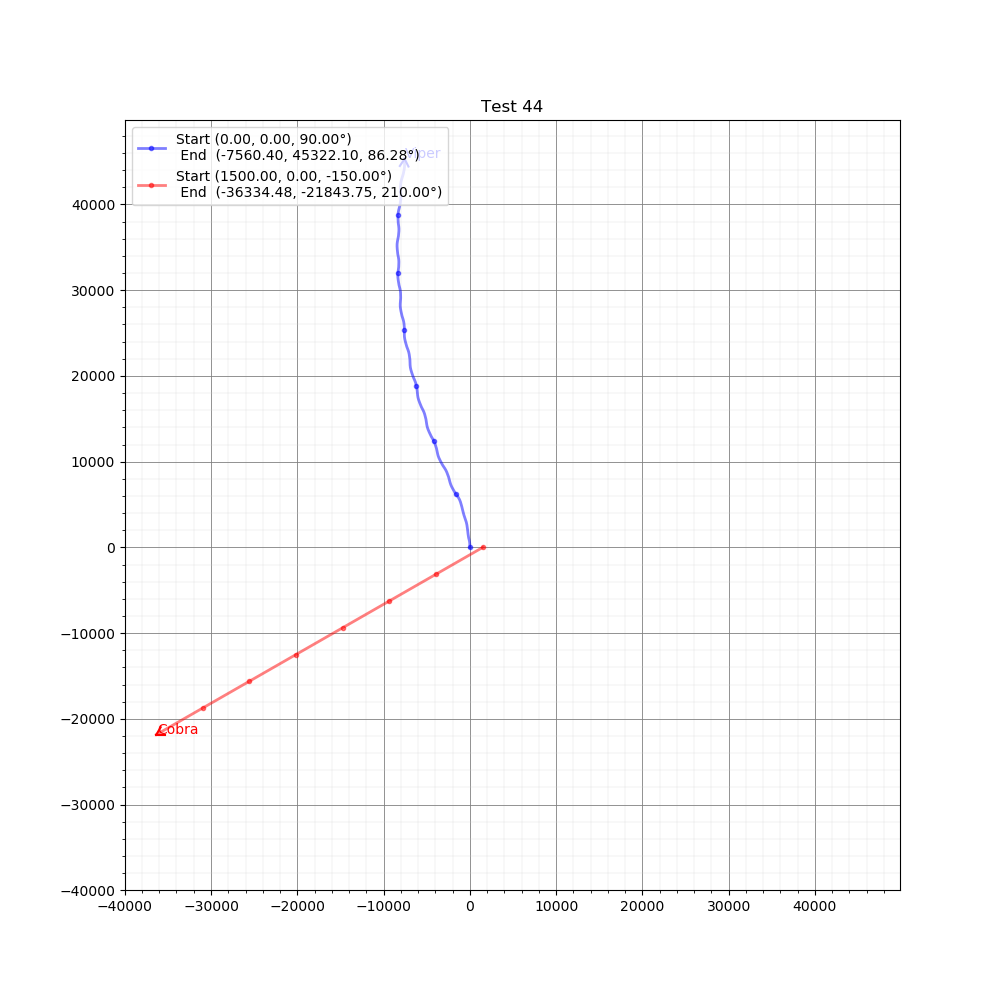 Test 44
Start (0.00, 0.00, 90.00°)
End (-7560.40, 45322.10, 86.28°)
Start (1500.00, 0.00, -150.00°)
End (-36334.48, -21843.75, 210.00°)
Viper
40000
30000
20000
10000
0
−10000
−20000
Cobra
−30000
−40000
−40000 −30000 −20000 −10000 0 10000 20000 30000 40000